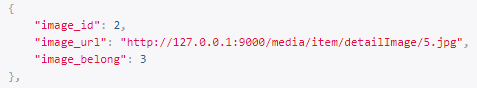 {
"image_id": 2,
"image_url": "http://127.0.0.1:9000/media/item/detailImage/5.jpg",
"image_belong": 3
},